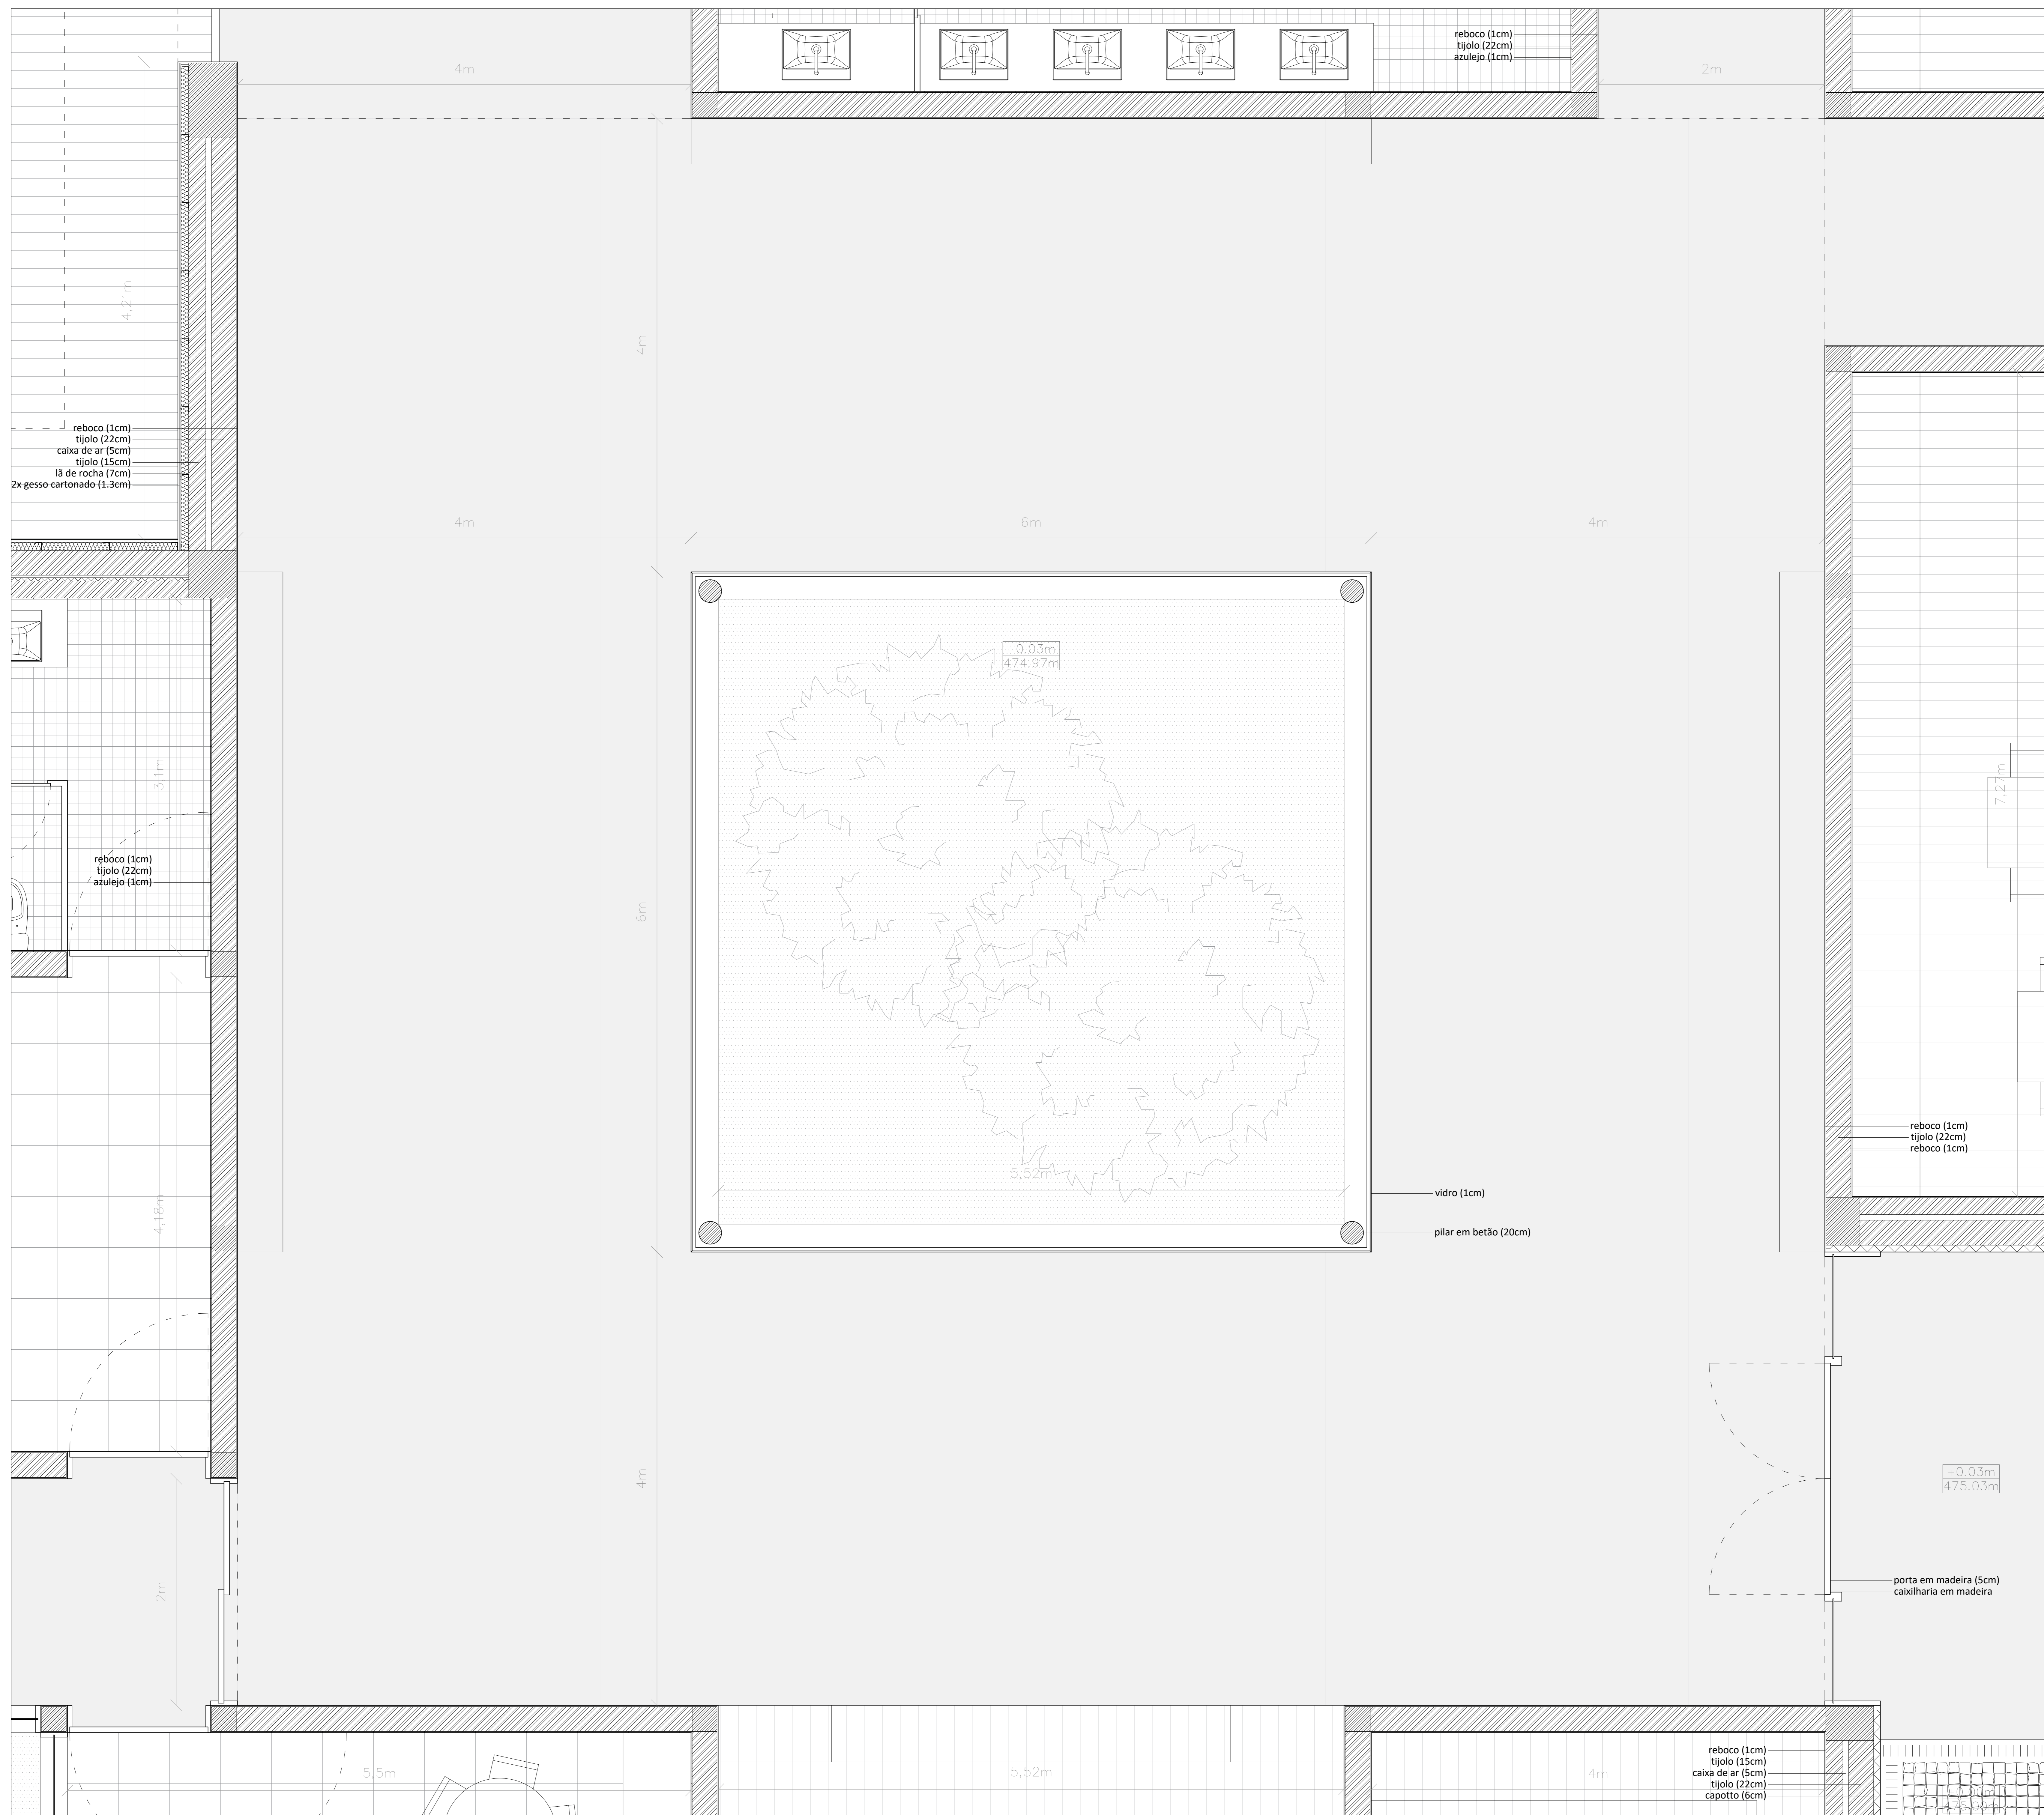 reboco (1cm)
tijolo (22cm)
azulejo (1cm)
4m
2m
4,21m
4m
reboco (1cm)
tijolo (22cm)
caixa de ar (5cm)
tijolo (15cm)
lã de rocha (7cm)
2x gesso cartonado (1.3cm)
4m
6m
4m
-0.03m
474.97m
3,1m
7,27m
reboco (1cm)
tijolo (22cm)
azulejo (1cm)
6m
reboco (1cm)
tijolo (22cm)
reboco (1cm)
5,52m
vidro (1cm)
4,18m
pilar em betão (20cm)
4m
+0.03m
475.03m
2m
porta em madeira (5cm)
caixilharia em madeira
reboco (1cm)
tijolo (15cm)
caixa de ar (5cm)
tijolo (22cm)
capotto (6cm)
5,5m
5,52m
4m